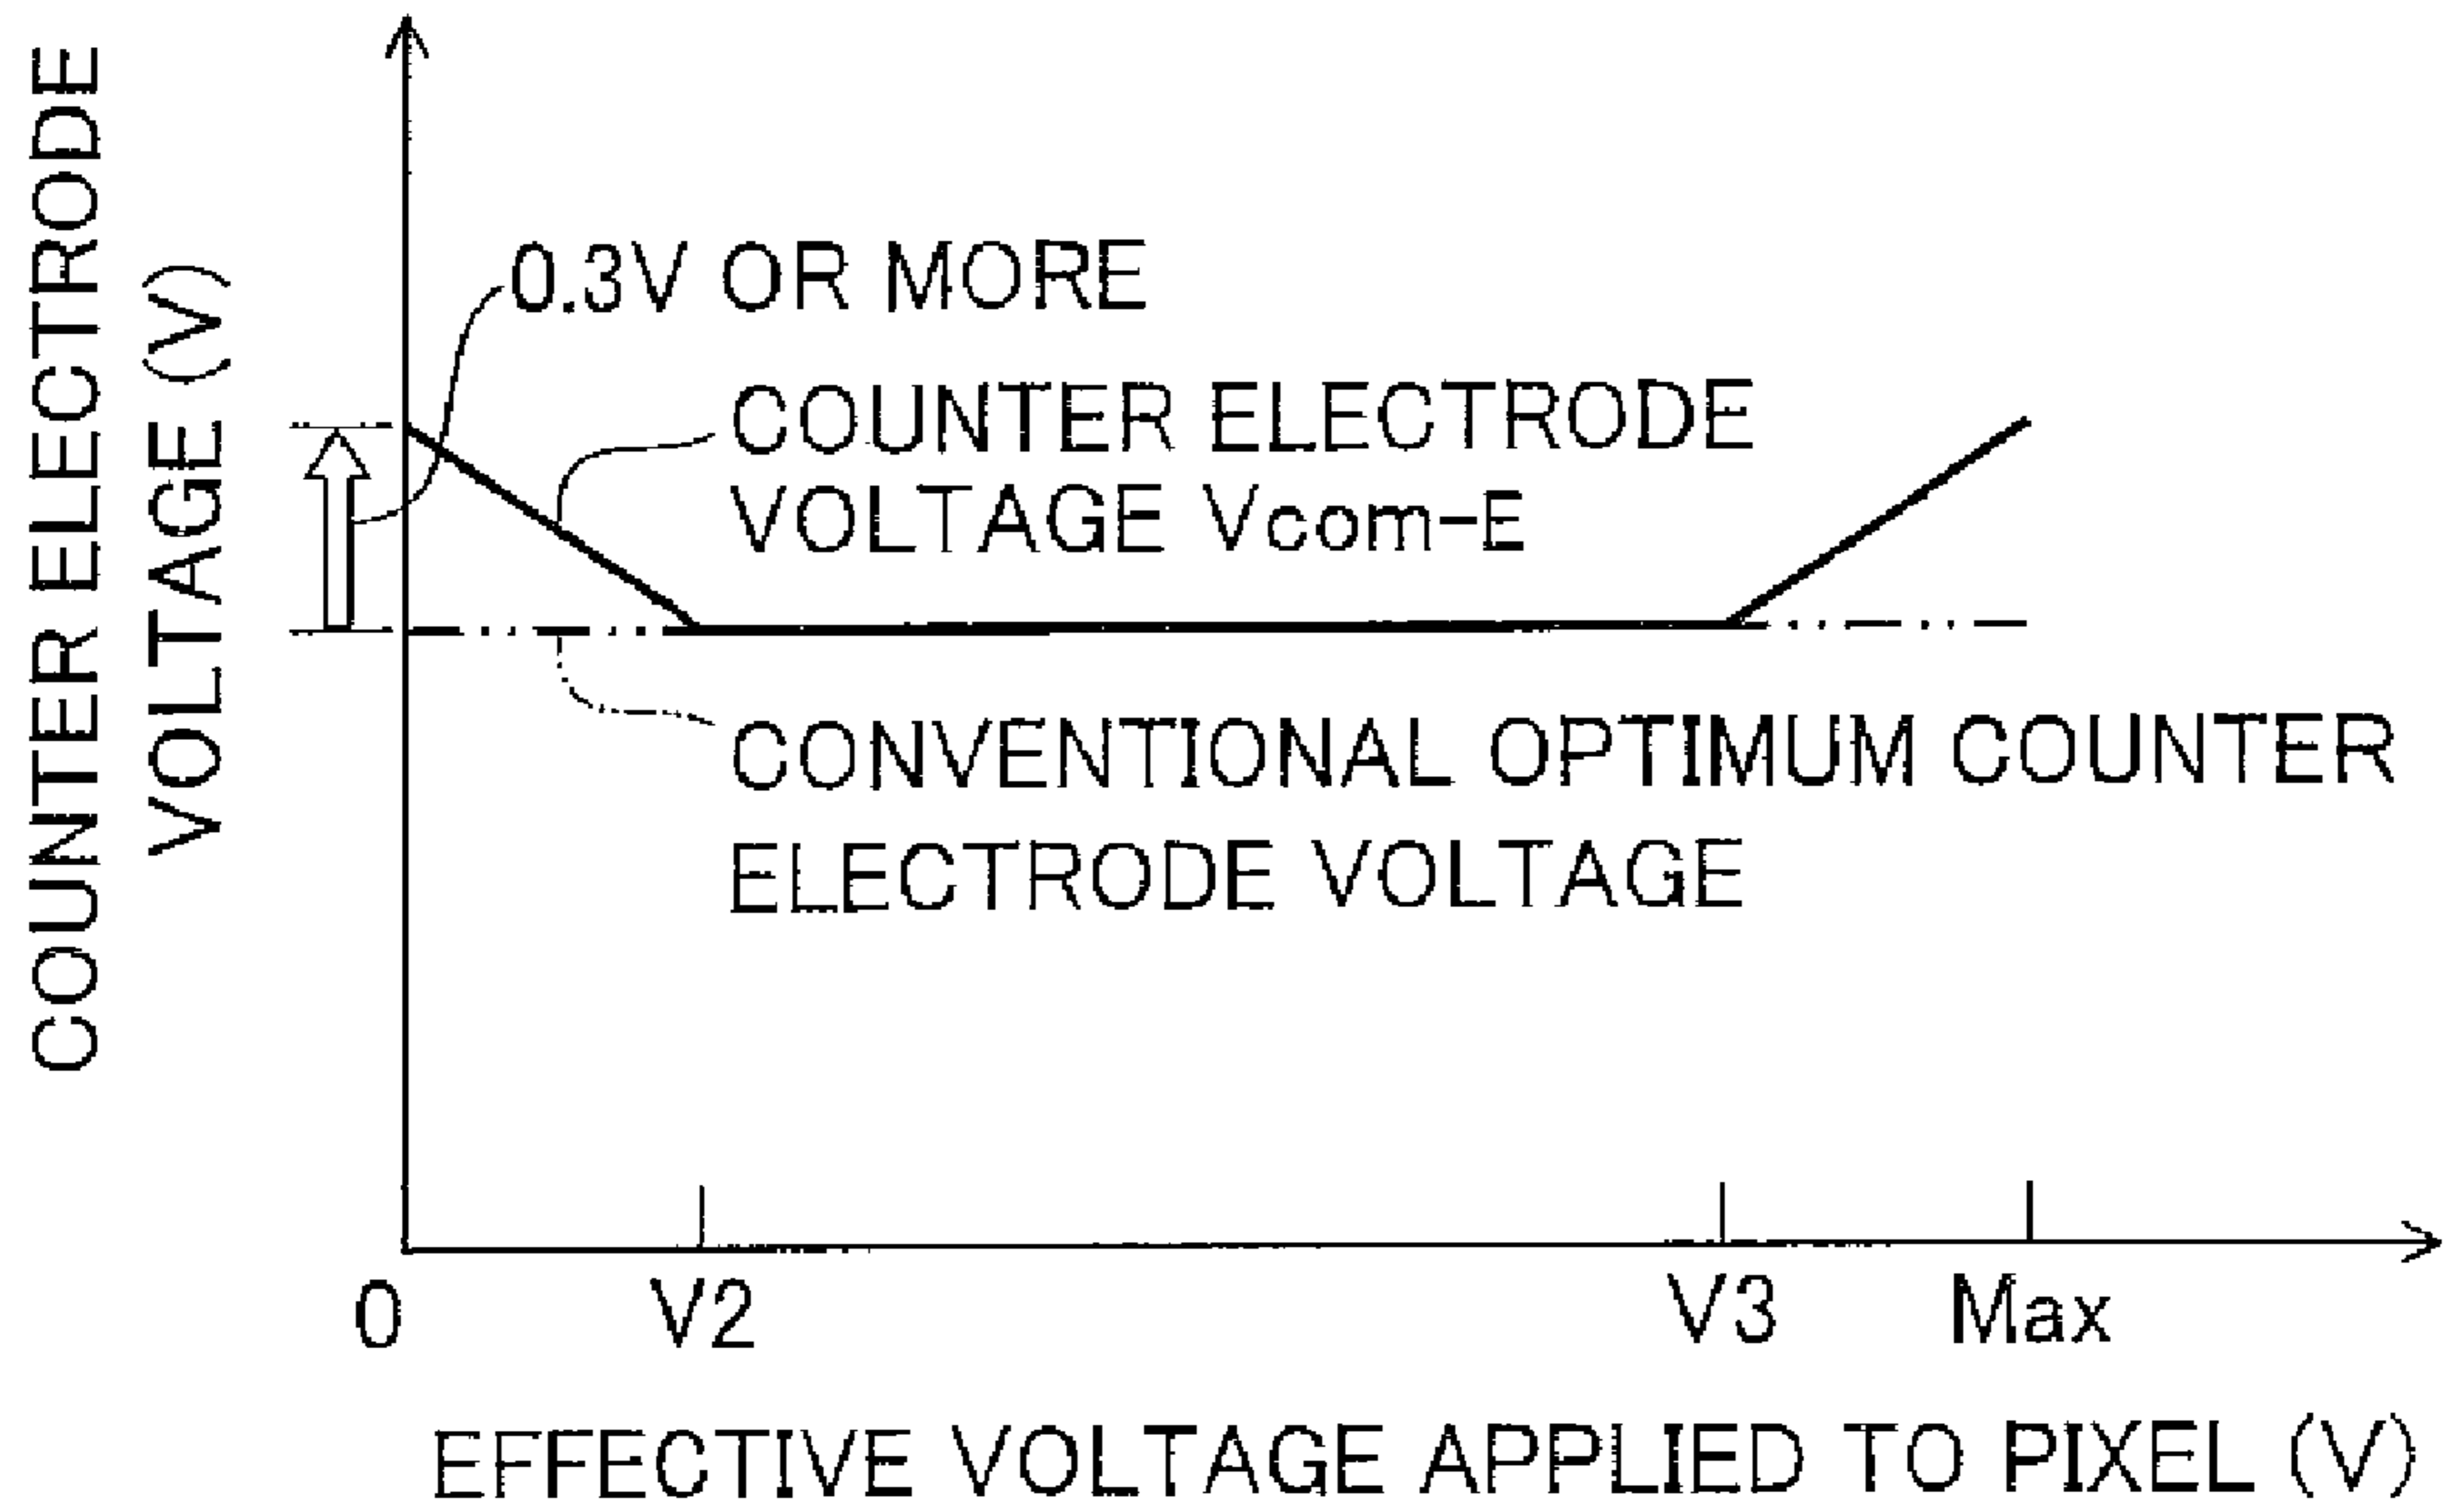 COUNTER ELECTRODE
VOLTAGE (V)
0.3V OR MORE
COUNTER ELECTRODE
VOLTAGE Vcom-E
CONVENTIONAL OPTIMUM COUNTER
ELECTRODE VOLTAGE
0 V2 V3 Max
EFFECTIVE VOLTAGE APPLIED TO PIXEL (V)